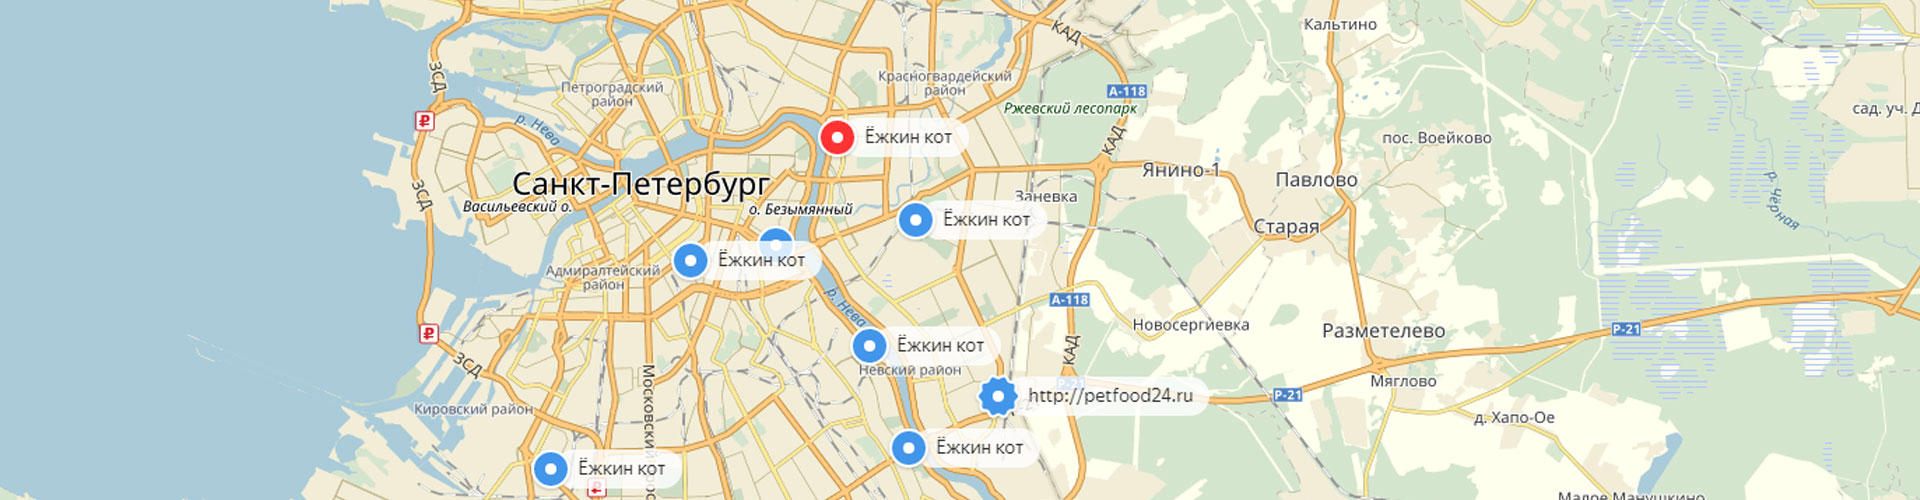 Кальтино
КАД
ЗСД
Красногвардейский
район
Петроградский
район
А-118
Ржевский лесопарк
сад. уч.
₽
р. Нева
Ёжкин кот
КАД
пос. Воейково
Янино-1
Павлово
Санкт-Петербург
ЗСД
Васильевский о.
о. Безымянный
Заневка
р. Чёрная
Ёжкин кот
Старая
Ёжкин кот
Адмиралтейский
район
р. Нева
А-118
Новосергиевка
Разметелево
Р-21
₽
Ёжкин кот
КАД
ЗСД
Невский район
Р-21
Мяглово
Московский
http://petfood24.ru
Р-21
Кировский район
д. Хапо-Ое
Ёжкин кот
Ёжкин кот
₽
Малое Манушкино